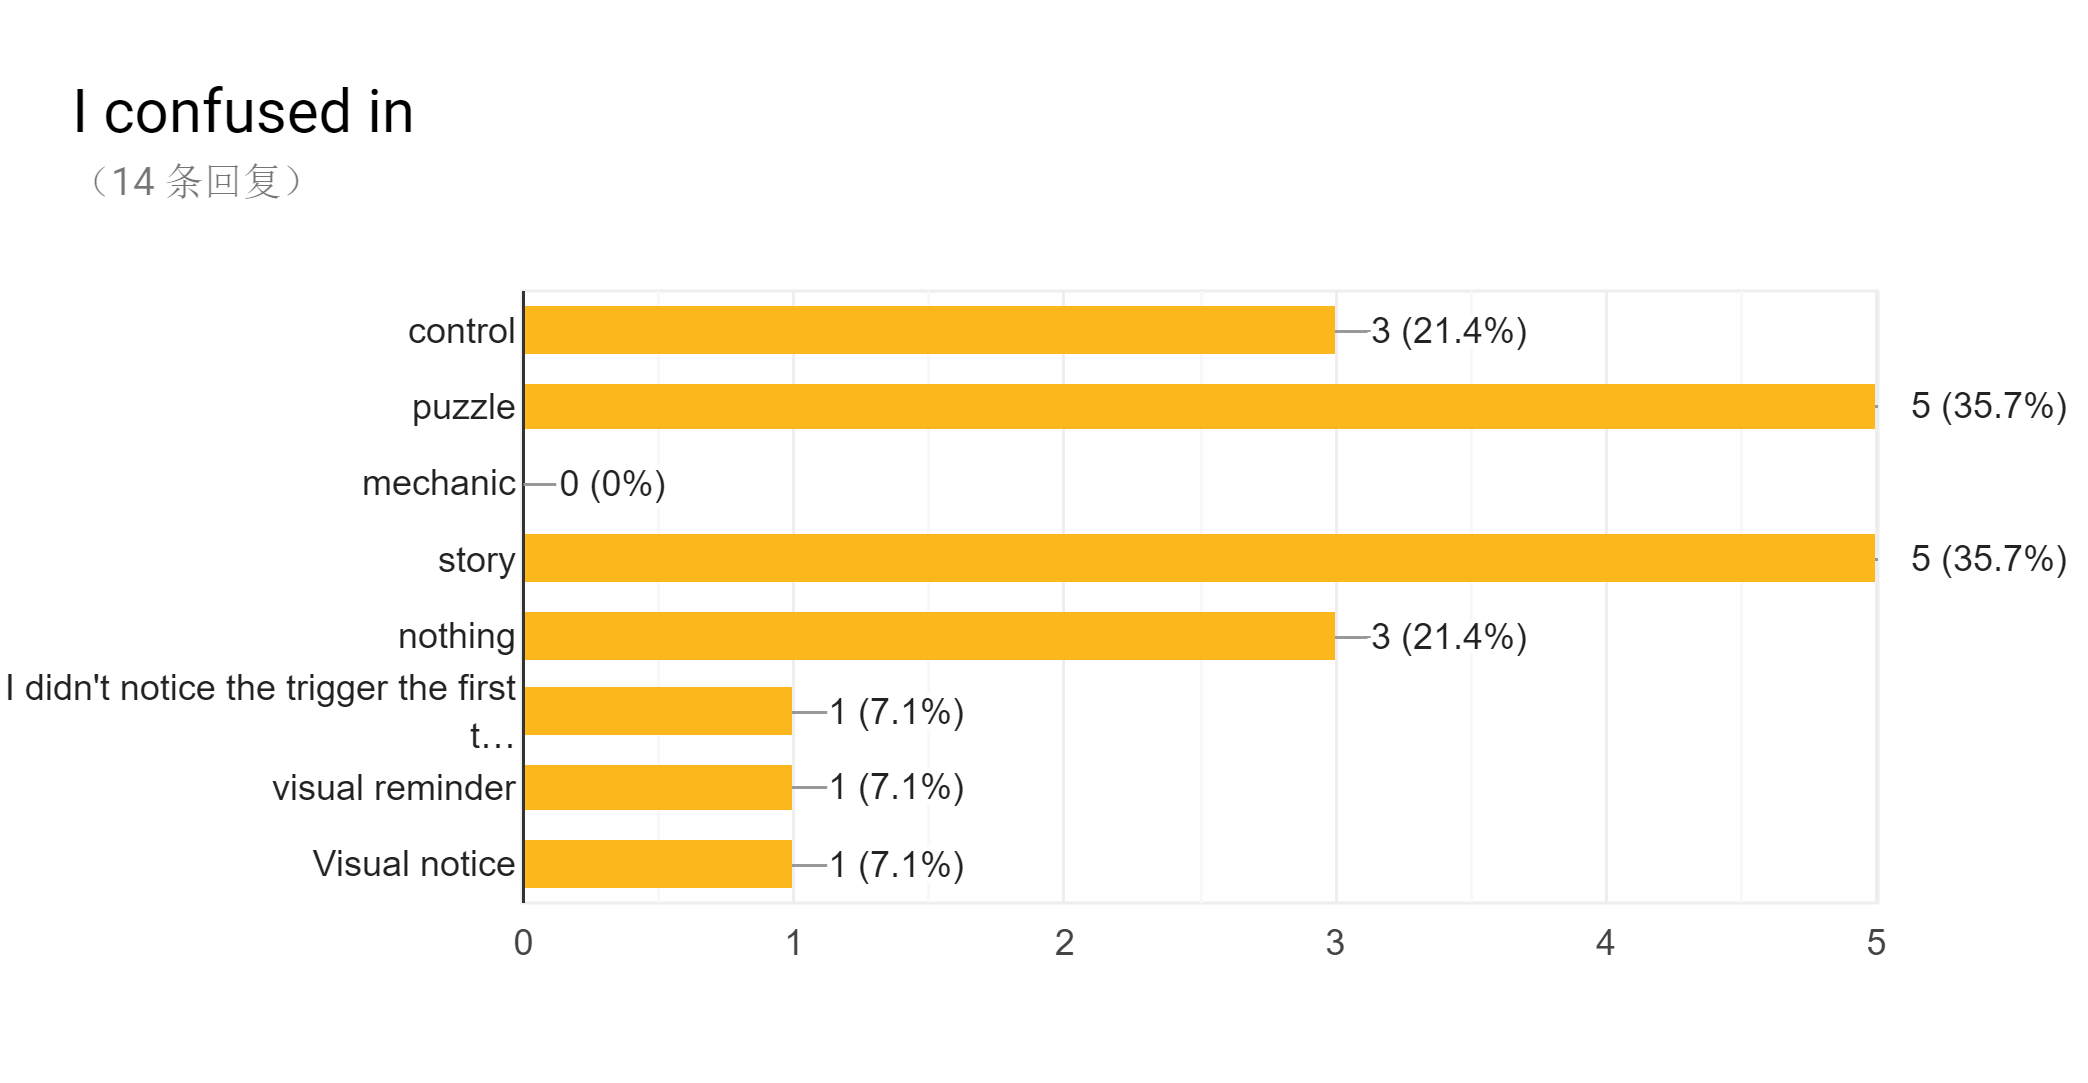 I confused in
（14 条回复）
control
3 (21.4%)
puzzle
5 (35.7%)
mechanic
0 (0%)
story
5 (35.7%)
nothing
3 (21.4%)
I didn't notice the trigger the first
t…
1 (7.1%)
visual reminder
1 (7.1%)
Visual notice
1 (7.1%)
0 1 2 3 4 5